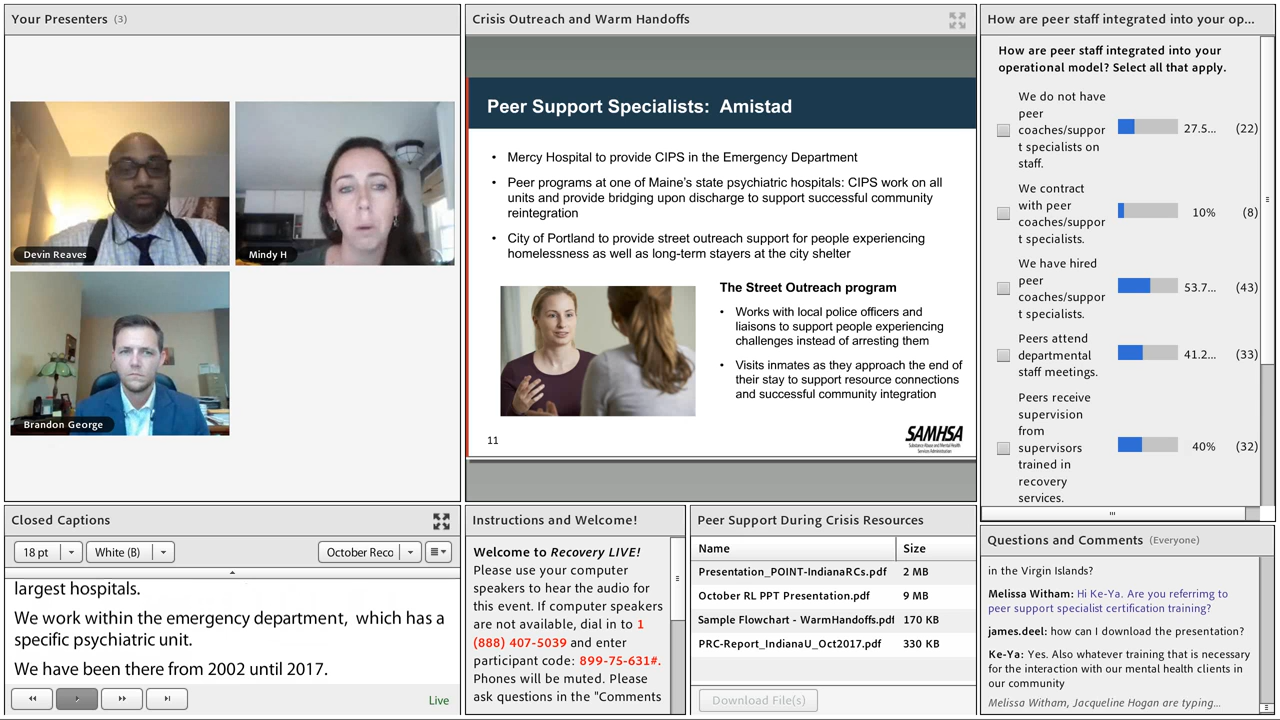 Your Presenters (3)
Devin Reaves
Mindy H
Brandon George
Crisis Outreach and Warm Handoffs
Peer Support Specialists: Amistad
• Mercy Hospital to provide CIPS in the Emergency Department
• Peer programs at one of Maine's state psychiatric hospitals: CIPS work on all
units and provide bridging upon discharge to support successful community
reintegration
• City of Portland to provide street outreach support for people experiencing
homelessness as well as long-term stayers at the city shelter
The Street Outreach program
• Works with local police officers and
liaisons to support people experiencing
challenges instead of arresting them
• Visits inmates as they approach the end of
their stay to support resource connections
and successful community integration
11
SAMHSA
Substance Abuse and Mental Health
Services Administration
How are peer staff integrated into your op...
How are peer staff integrated into your
operational model? Select all that apply.
We do not have
peer
coaches/suppor
t specialists on
staff.
27.5... (22)
We contract
with peer
coaches/suppor
t specialists.
10% (8)
We have hired
peer
coaches/suppor
t specialists.
53.7... (43)
Peers attend
departmental
staff meetings.
41.2... (33)
Peers receive
supervision
from
supervisors
trained in
recovery
services.
40% (32)
Closed Captions
18 pt White (B) October Reco
largest hospitals.
We work within the emergency department, which has a
specific psychiatric unit.
We have been there from 2002 until 2017.
Live
Instructions and Welcome!
Welcome to Recovery LIVE!
Please use your computer
speakers to hear the audio for
this event. If computer speakers
are not available, dial in to 1
(888) 407-5039 and enter
participant code: 899-75-631#.
Phones will be muted. Please
ask questions in the "Comments
Peer Support During Crisis Resources
Name Size
Presentation_POINT-IndianaRCs.pdf 2 MB
October RL PPT Presentation.pdf 9 MB
Sample Flowchart - WarmHandoffs.pdf 170 KB
PRC-Report_IndianaU_Oct2017.pdf 330 KB
Download File(s)
Questions and Comments (Everyone)
in the Virgin Islands?
Melissa Witham: Hi Ke-Ya. Are you referring to
peer support specialist certification training?
james.deel: how can I download the presentation?
Ke-Ya: Yes. Also whatever training that is necessary
for the interaction with our mental health clients in
our community
Melissa Witham, Jacqueline Hogan are typing...